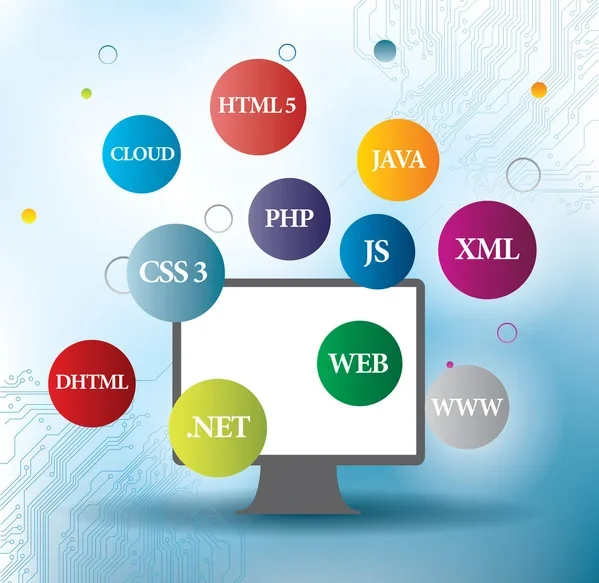 HTML 5
CLOUD
JAVA
PHP
JS
XML
CSS 3
WEB
DHTML
.NET
WWW